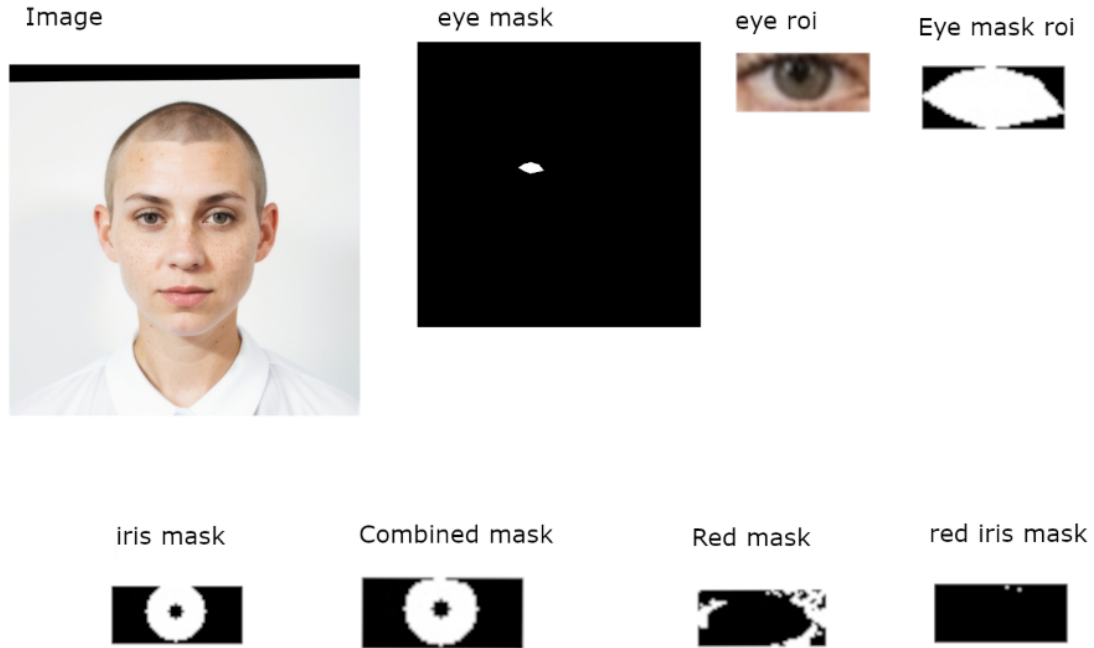 Image
eye mask
eye roi
Eye mask roi
iris mask
Combined mask
Red mask
red iris mask